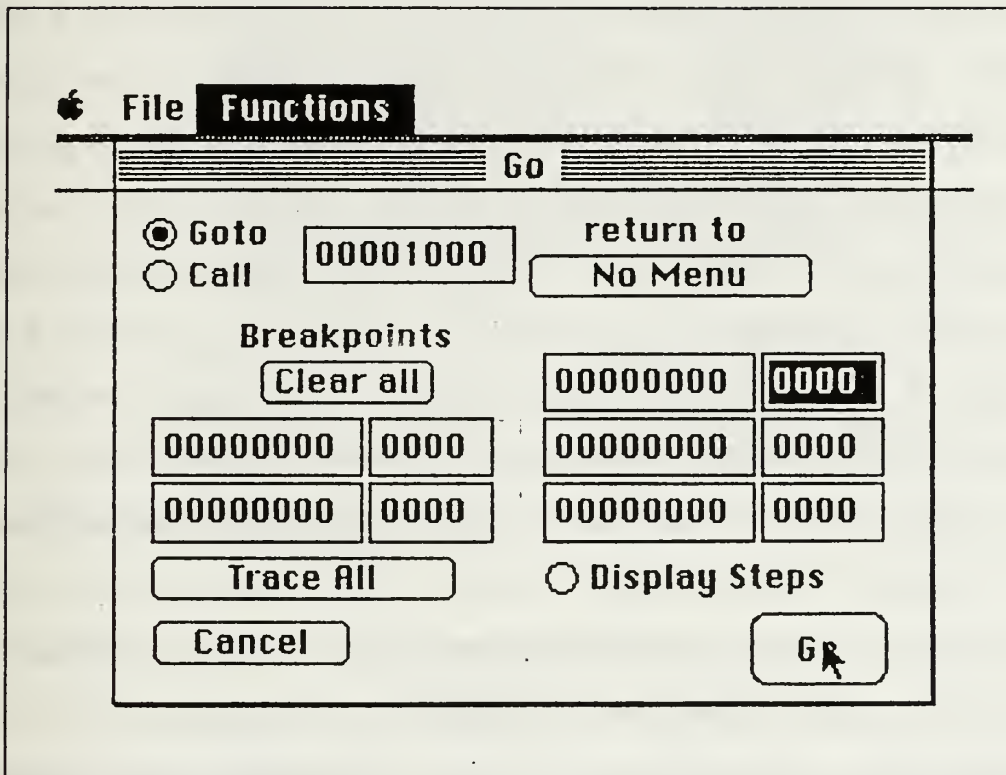 File Functions
Go
Goto
Call
00001000
return to
No Menu
Breakpoints
Clear all
00000000 0000
00000000 0000 00000000 0000
00000000 0000 00000000 0000
Trace All
Display Steps
Cancel
Go